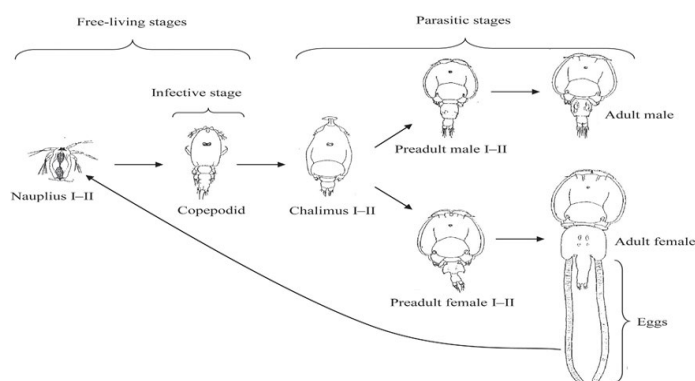 Free-living stages
Parasitic stages
Infective stage
Nauplius I–II
Copepodid
Chalimus I–II
Preadult male I–II
Adult male
Preadult female I–II
Adult female
Eggs